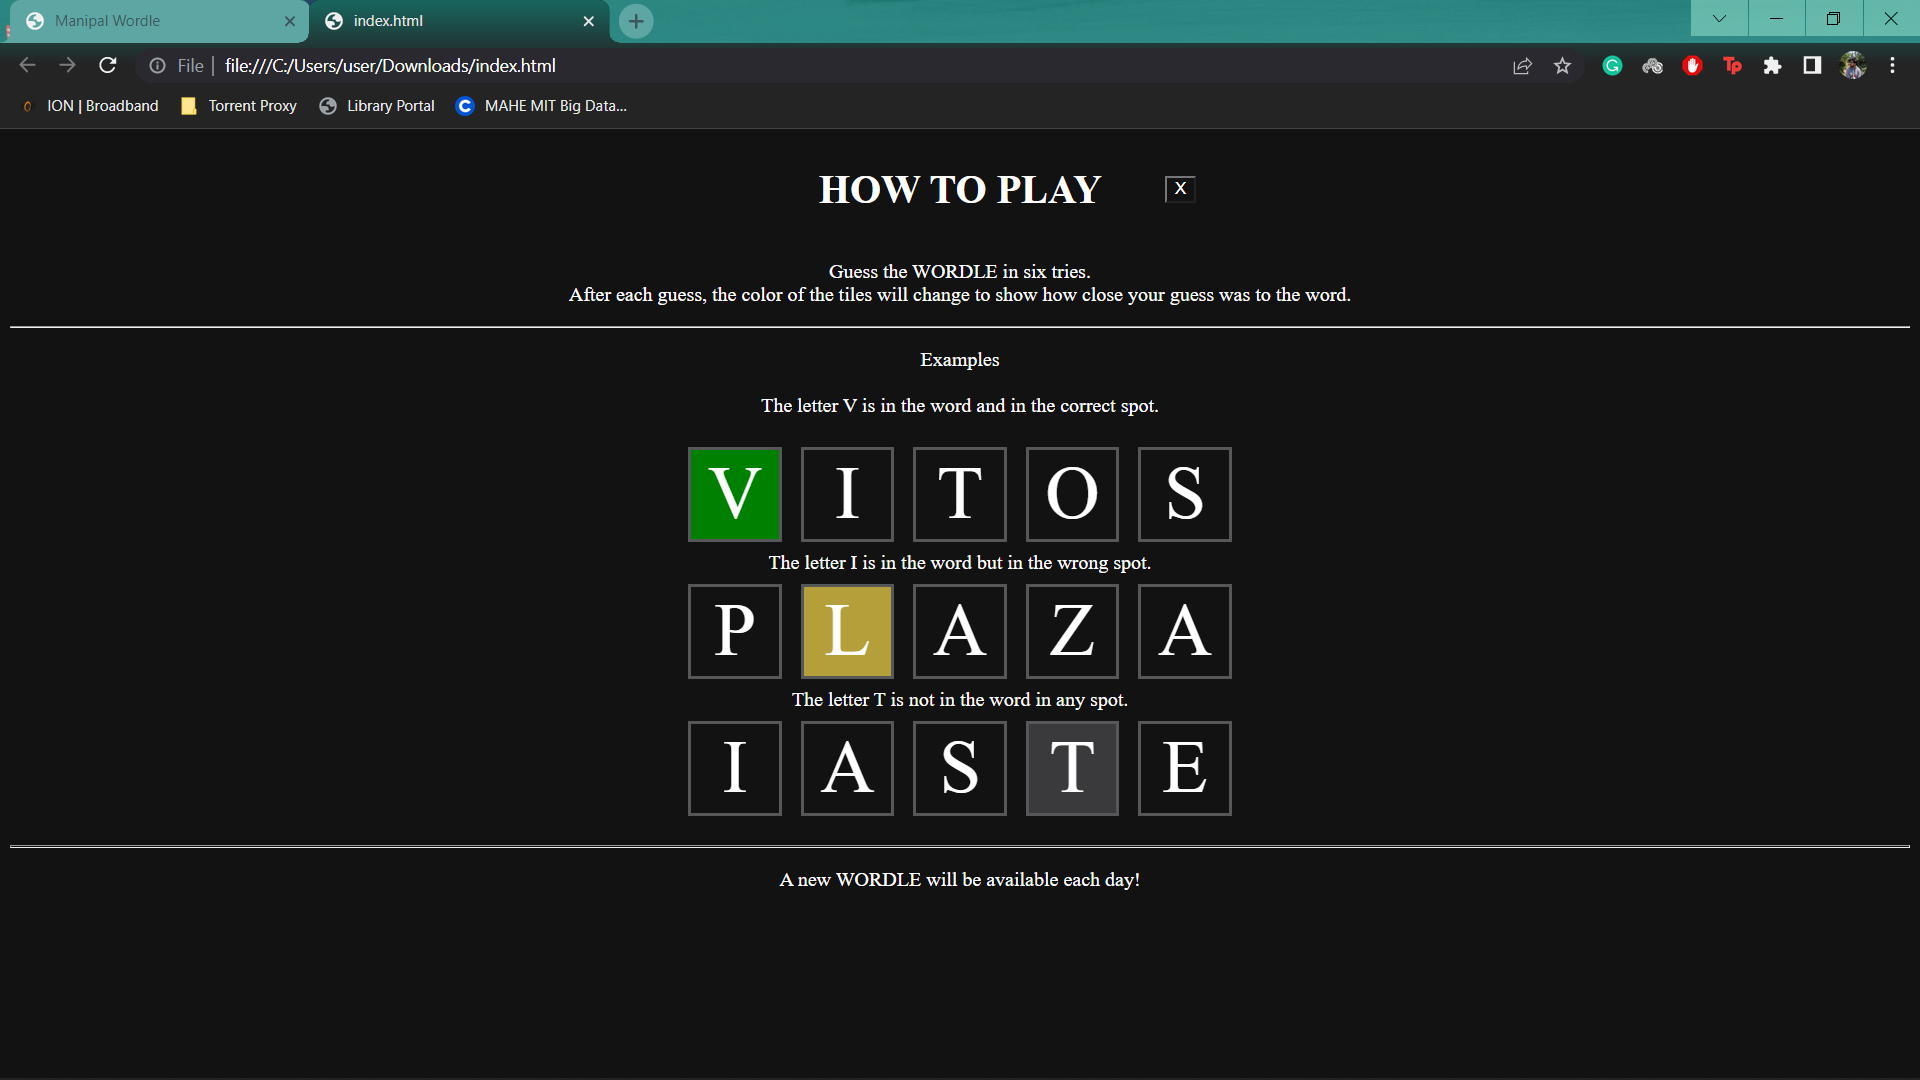 Manipal Wordle
index.html
File | file:///C:/Users/user/Downloads/index.html
ION | Broadband
Torrent Proxy
Library Portal
MAHE MIT Big Data...
HOW TO PLAY
X
Guess the WORDLE in six tries.
After each guess, the color of the tiles will change to show how close your guess was to the word.
Examples
The letter V is in the word and in the correct spot.
V I T O S
The letter I is in the word but in the wrong spot.
P L A Z A
The letter T is not in the word in any spot.
I A S T E
A new WORDLE will be available each day!